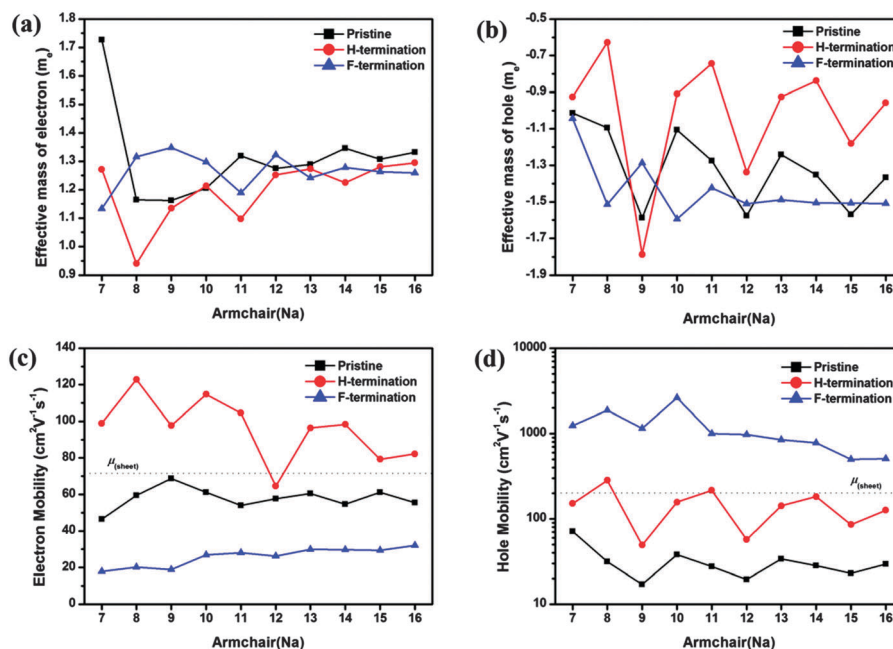 (a)
Effective mass of electron (mₑ)
1.8
1.7
1.6
1.5
1.4
1.3
1.2
1.1
1.0
0.9
Pristine
H-termination
F-termination
7 8 9 10 11 12 13 14 15 16
Armchair(Na)
(b)
Effective mass of hole (mₑ)
-0.5
-0.7
-0.9
-1.1
-1.3
-1.5
-1.7
-1.9
Pristine
H-termination
F-termination
7 8 9 10 11 12 13 14 15 16
Armchair(Na)
(c)
Electron Mobility (cm²V⁻¹s⁻¹)
140
120
100
80
60
40
20
0
Pristine
H-termination
F-termination
μ(sheet)
7 8 9 10 11 12 13 14 15 16
Armchair(Na)
(d)
Hole Mobility (cm²V⁻¹s⁻¹)
10000
1000
100
10
Pristine
H-termination
F-termination
μ(sheet)
7 8 9 10 11 12 13 14 15 16
Armchair(Na)